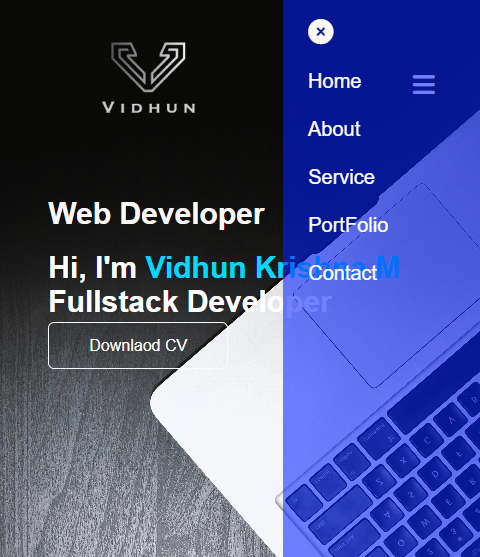 VIDHUN
Home
About
Service
PortFolio
Contact
Web Developer
Hi, I'm Vidhun Krishna M
Fullstack Developer
Downlaod CV